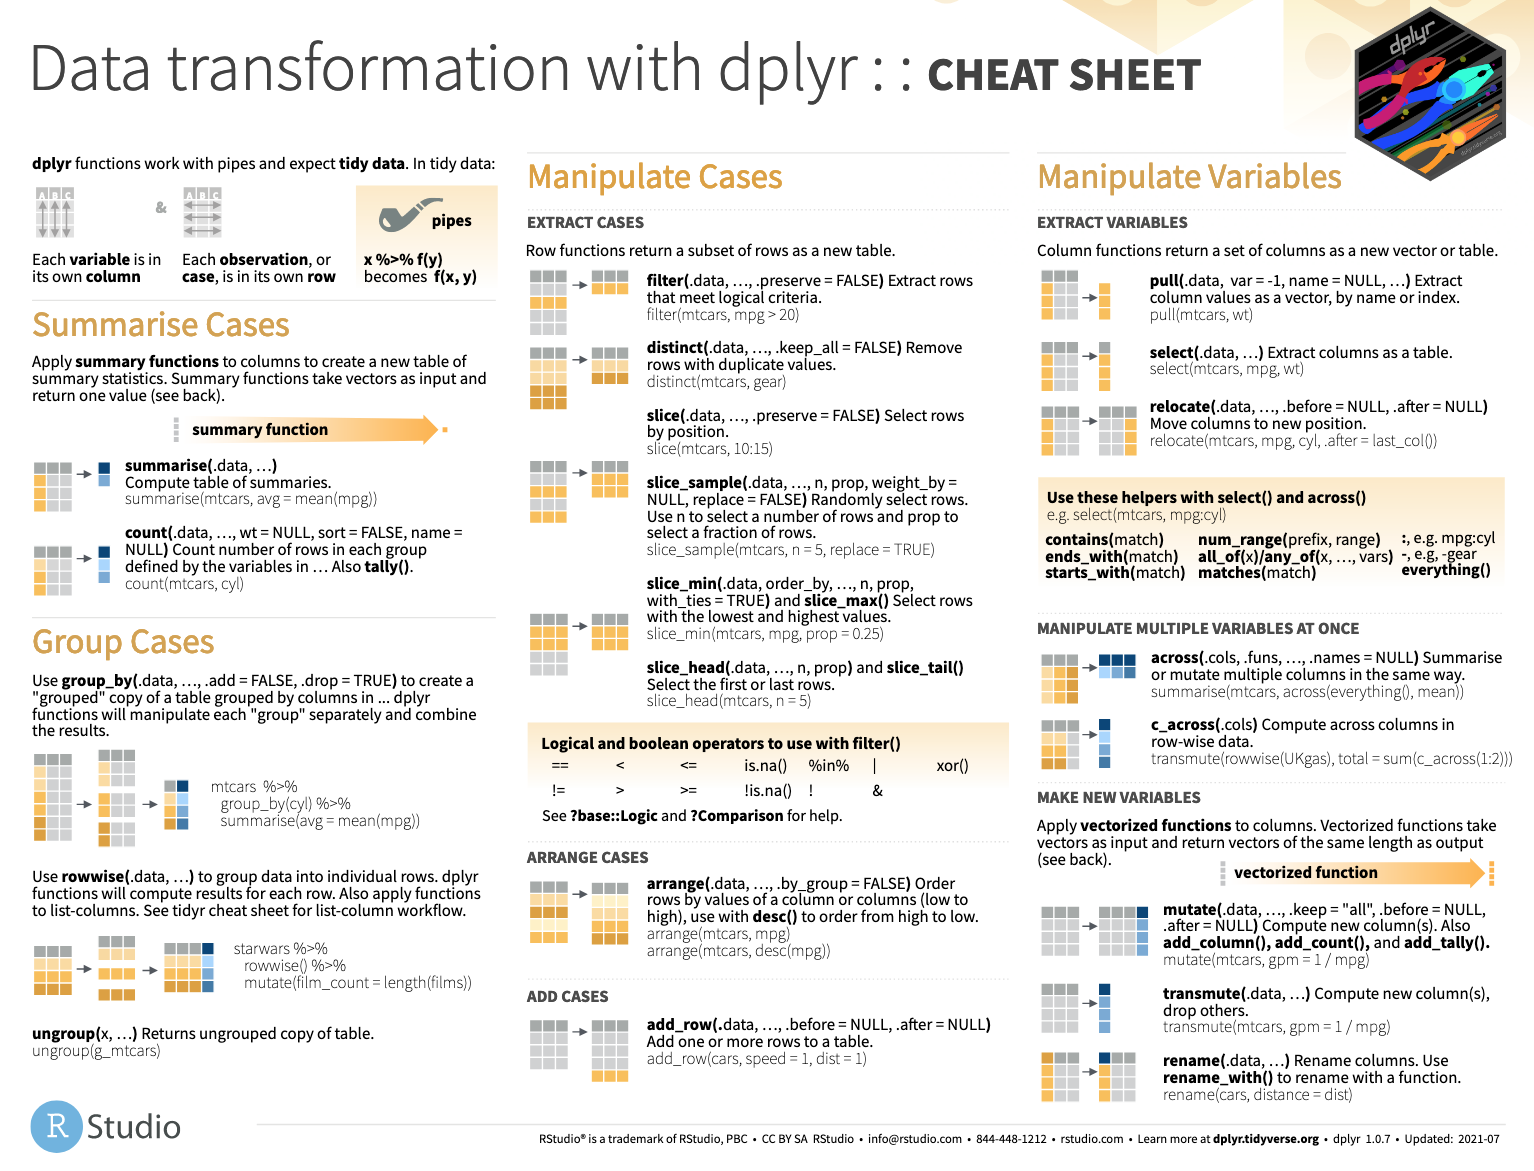 Data transformation with dplyr : : CHEAT SHEET
dplyr
dplyr functions work with pipes and expect tidy data. In tidy data:
A B C
&
A B C
pipes
Each variable is in
its own column
Each observation, or
case, is in its own row
x %>% f(y)
becomes f(x, y)
Summarise Cases
Apply summary functions to columns to create a new table of
summary statistics. Summary functions take vectors as input and
return one value (see back).
summary function
summarise(.data, …)
Compute table of summaries.
summarise(mtcars, avg = mean(mpg))
count(.data, …, wt = NULL, sort = FALSE, name =
NULL) Count number of rows in each group
defined by the variables in … Also tally().
count(mtcars, cyl)
Group Cases
Use group_by(.data, …, .add = FALSE, .drop = TRUE) to create a
"grouped" copy of a table grouped by columns in ... dplyr
functions will manipulate each "group" separately and combine
the results.
mtcars %>%
group_by(cyl) %>%
summarise(avg = mean(mpg))
Use rowwise(.data, …) to group data into individual rows. dplyr
functions will compute results for each row. Also apply functions
to list-columns. See tidyr cheat sheet for list-column workflow.
starwars %>%
rowwise() %>%
mutate(film_count = length(films))
ungroup(x, …) Returns ungrouped copy of table.
ungroup(g_mtcars)
Manipulate Cases
EXTRACT CASES
Row functions return a subset of rows as a new table.
filter(.data, …, .preserve = FALSE) Extract rows
that meet logical criteria.
filter(mtcars, mpg > 20)
distinct(.data, …, .keep_all = FALSE) Remove
rows with duplicate values.
distinct(mtcars, gear)
slice(.data, …, .preserve = FALSE) Select rows
by position.
slice(mtcars, 10:15)
slice_sample(.data, …, n, prop, weight_by =
NULL, replace = FALSE) Randomly select rows.
Use n to select a number of rows and prop to
select a fraction of rows.
slice_sample(mtcars, n = 5, replace = TRUE)
slice_min(.data, order_by, …, n, prop,
with_ties = TRUE) and slice_max() Select rows
with the lowest and highest values.
slice_min(mtcars, mpg, prop = 0.25)
slice_head(.data, …, n, prop) and slice_tail()
Select the first or last rows.
slice_head(mtcars, n = 5)
Logical and boolean operators to use with filter()
== < <= is.na() %in% | xor()
!= > >= !is.na() ! &
See ?base::Logic and ?Comparison for help.
ARRANGE CASES
arrange(.data, …, .by_group = FALSE) Order
rows by values of a column or columns (low to
high), use with desc() to order from high to low.
arrange(mtcars, mpg)
arrange(mtcars, desc(mpg))
ADD CASES
add_row(.data, …, .before = NULL, .after = NULL)
Add one or more rows to a table.
add_row(cars, speed = 1, dist = 1)
Manipulate Variables
EXTRACT VARIABLES
Column functions return a set of columns as a new vector or table.
pull(.data, var = -1, name = NULL, …) Extract
column values as a vector, by name or index.
pull(mtcars, wt)
select(.data, …) Extract columns as a table.
select(mtcars, mpg, wt)
relocate(.data, …, .before = NULL, .after = NULL)
Move columns to new position.
relocate(mtcars, mpg, cyl, .after = last_col())
Use these helpers with select() and across()
e.g. select(mtcars, mpg:cyl)
contains(match) num_range(prefix, range) :, e.g. mpg:cyl
ends_with(match) all_of(x)/any_of(x, …, vars) -, e.g, -gear
starts_with(match) matches(match) everything()
MANIPULATE MULTIPLE VARIABLES AT ONCE
across(.cols, .funs, …, .names = NULL) Summarise
or mutate multiple columns in the same way.
summarise(mtcars, across(everything(), mean))
c_across(.cols) Compute across columns in
row-wise data.
transmute(rowwise(UKgas), total = sum(c_across(1:2)))
MAKE NEW VARIABLES
Apply vectorized functions to columns. Vectorized functions take
vectors as input and return vectors of the same length as output
(see back).
vectorized function
mutate(.data, …, .keep = "all", .before = NULL,
.after = NULL) Compute new column(s). Also
add_column(), add_count(), and add_tally().
mutate(mtcars, gpm = 1 / mpg)
transmute(.data, …) Compute new column(s),
drop others.
transmute(mtcars, gpm = 1 / mpg)
rename(.data, …) Rename columns. Use
rename_with() to rename with a function.
rename(cars, distance = dist)
R Studio
RStudio® is a trademark of RStudio, PBC • CC BY SA RStudio • info@rstudio.com • 844-448-1212 • rstudio.com • Learn more at dplyr.tidyverse.org • dplyr 1.0.7 • Updated: 2021-07